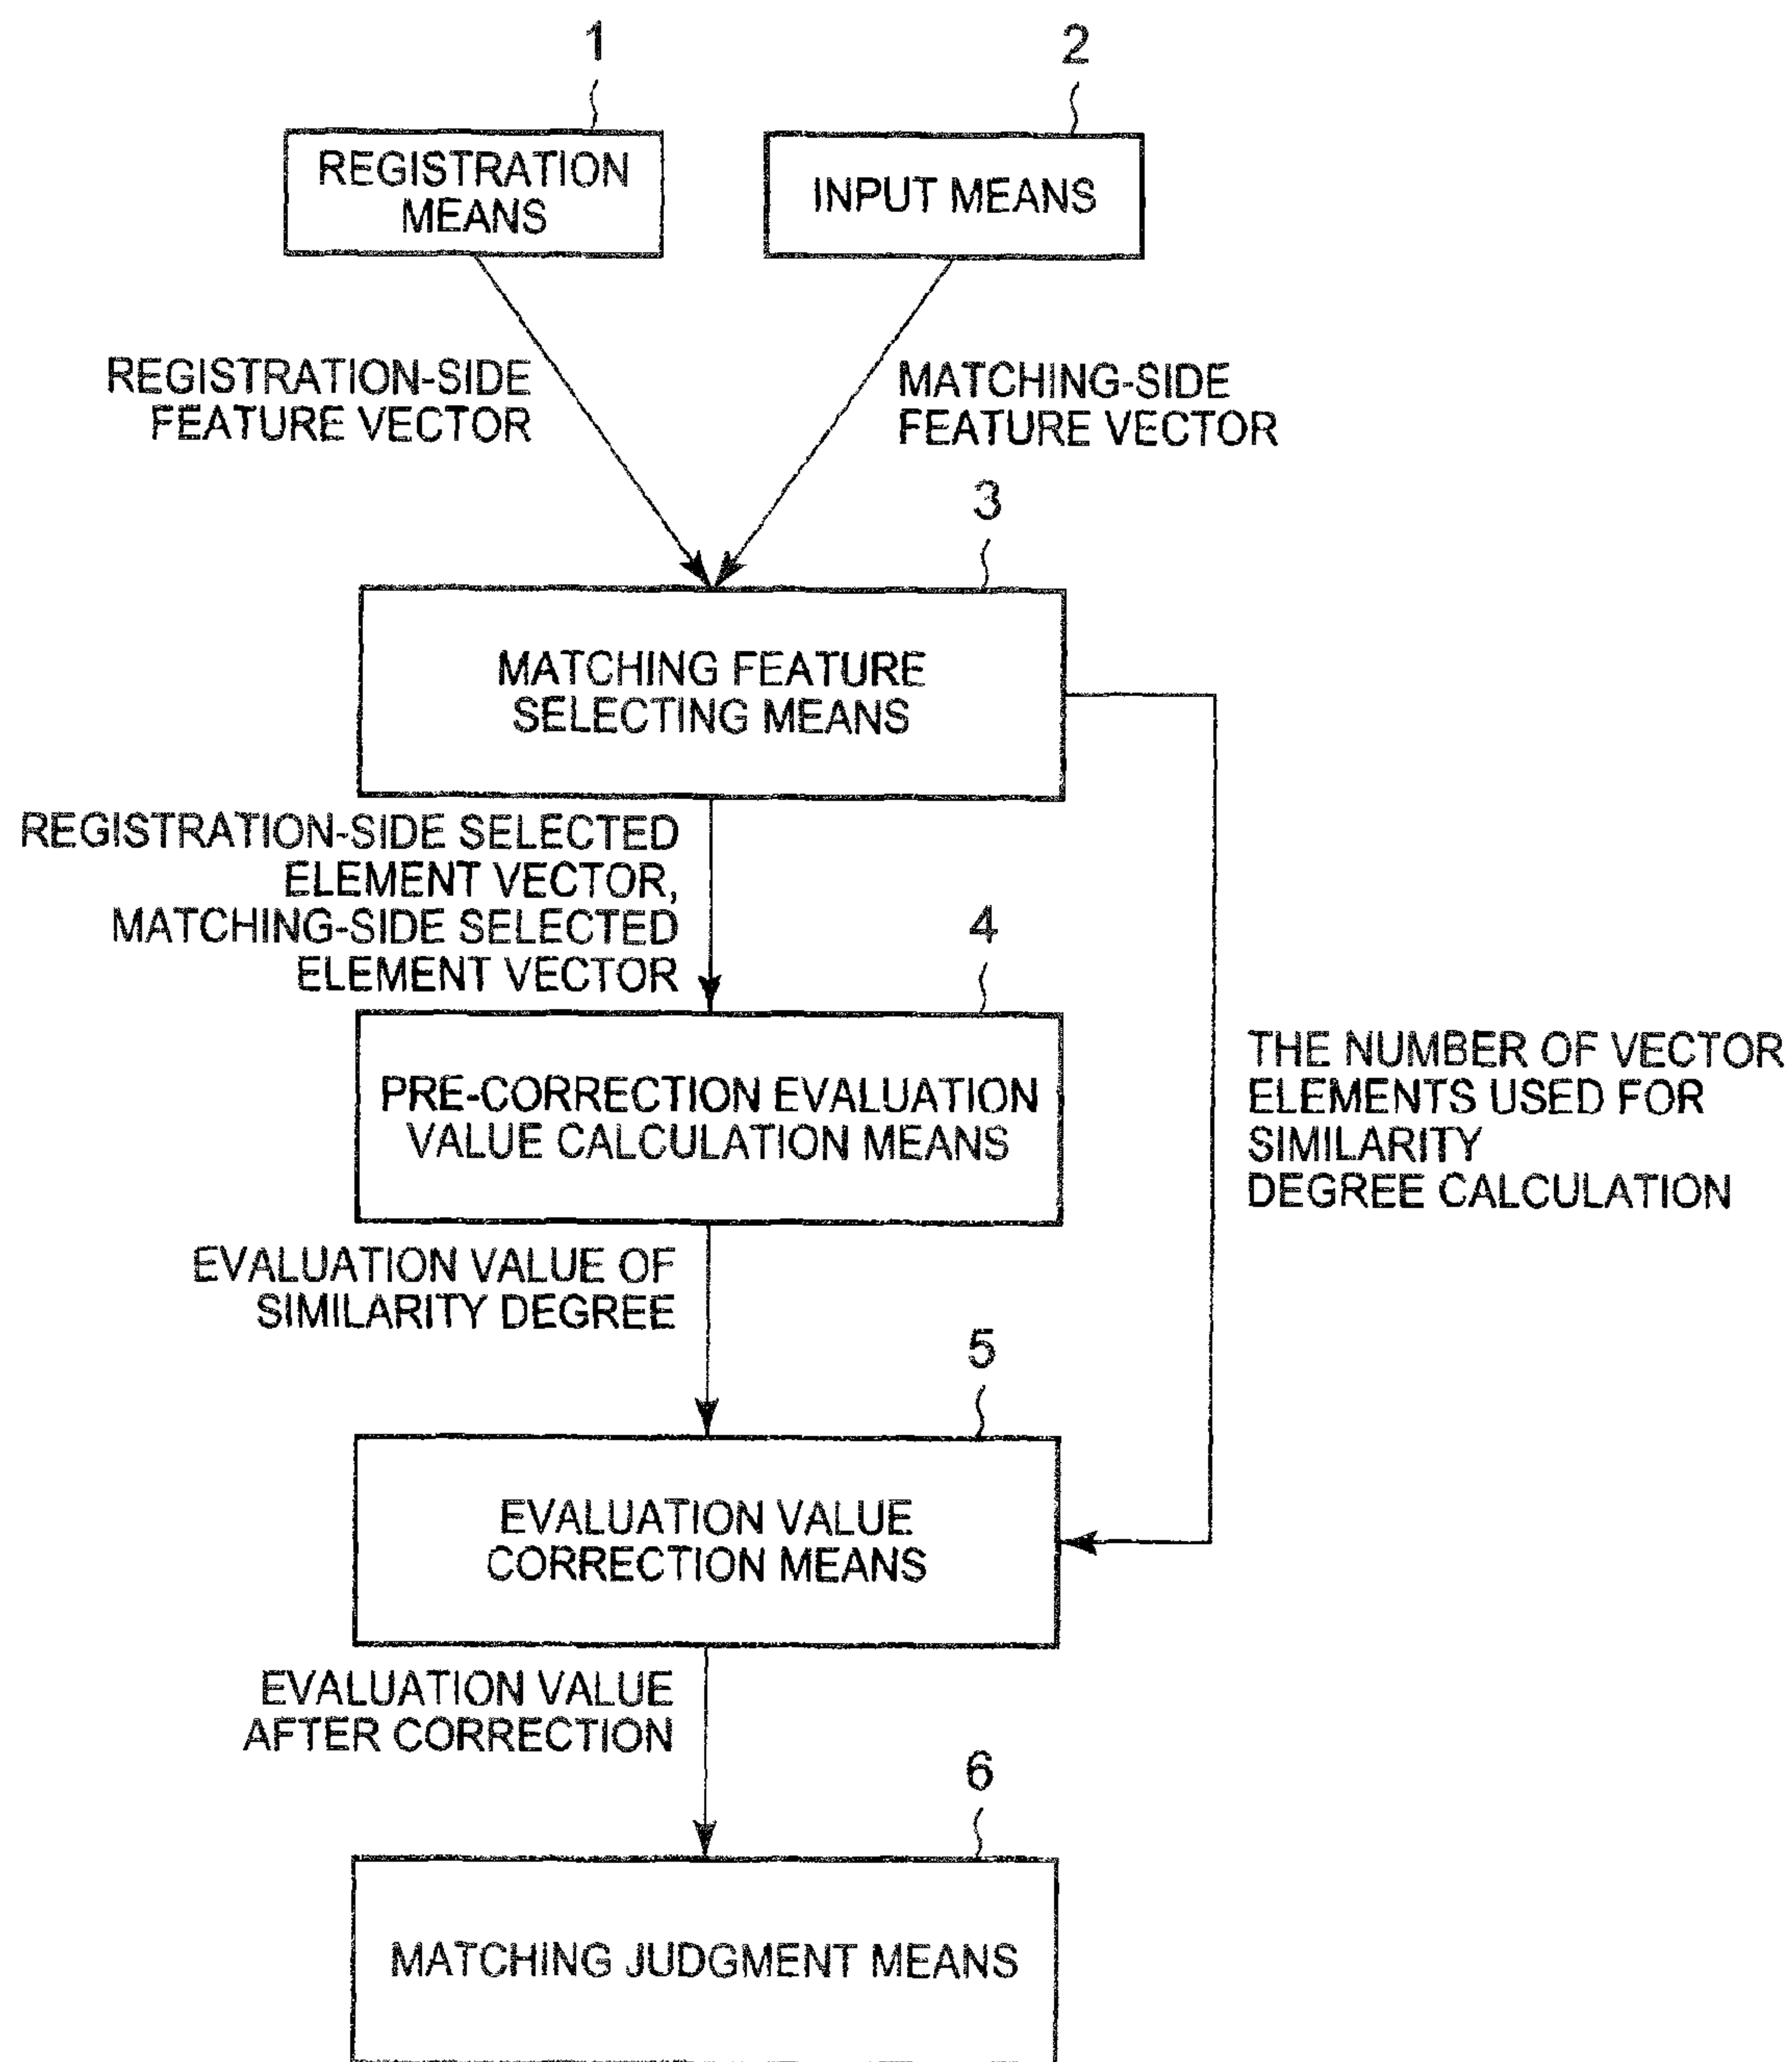 1
2
REGISTRATION
MEANS
INPUT MEANS
REGISTRATION-SIDE
FEATURE VECTOR
MATCHING-SIDE
FEATURE VECTOR
3
MATCHING FEATURE
SELECTING MEANS
REGISTRATION-SIDE SELECTED
ELEMENT VECTOR,
MATCHING-SIDE SELECTED
ELEMENT VECTOR
4
THE NUMBER OF VECTOR
ELEMENTS USED FOR
SIMILARITY
DEGREE CALCULATION
PRE-CORRECTION EVALUATION
VALUE CALCULATION MEANS
EVALUATION VALUE OF
SIMILARITY DEGREE
5
EVALUATION VALUE
CORRECTION MEANS
EVALUATION VALUE
AFTER CORRECTION
6
MATCHING JUDGMENT MEANS